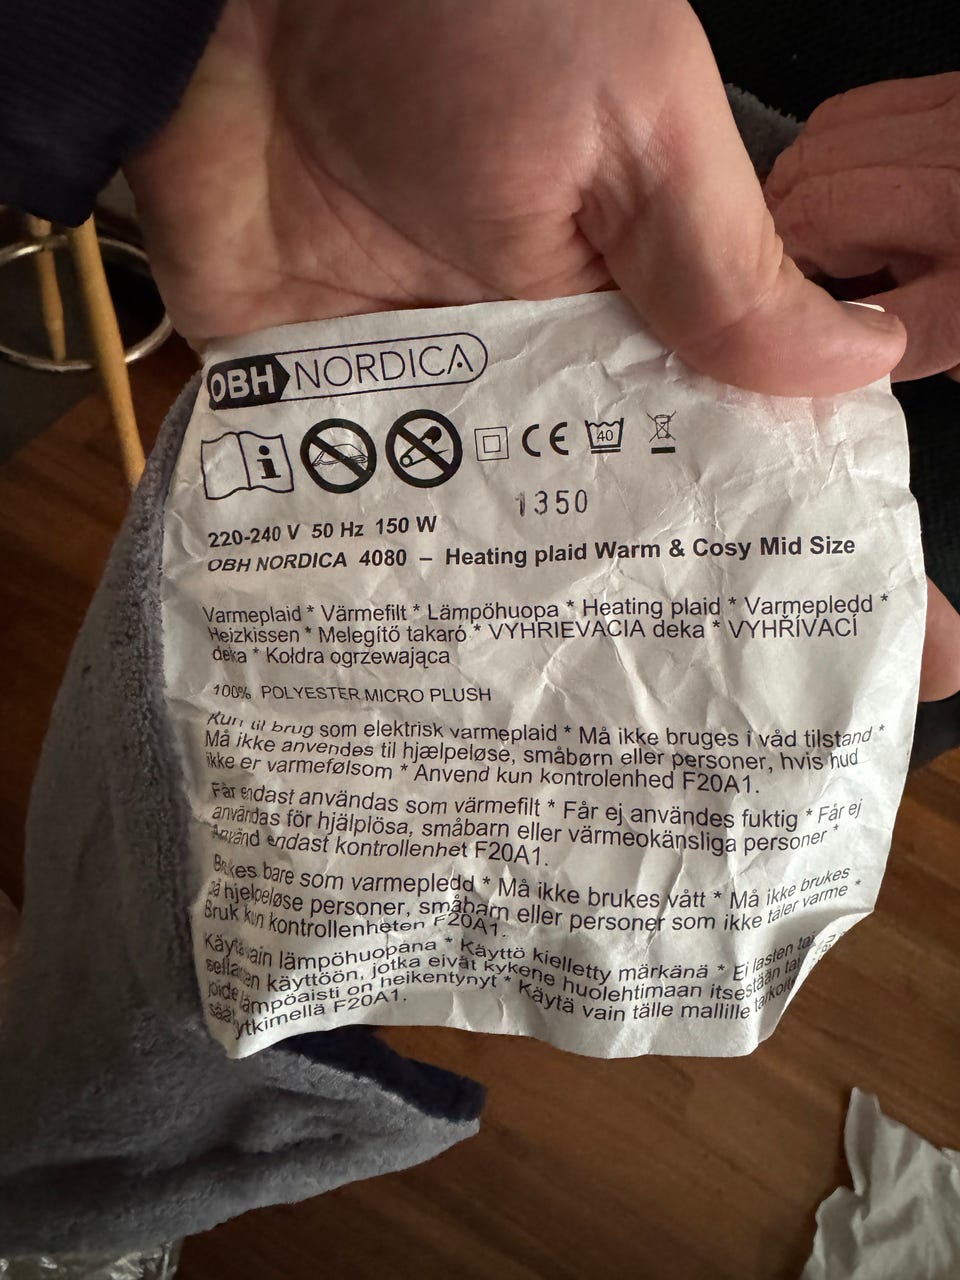 OBH NORDICA
i
CE 40
1350
220-240 V 50 Hz 150 W
OBH NORDICA 4080 – Heating plaid Warm & Cosy Mid Size
Varmeplaid * Värmefilt * Lämpöhuopa * Heating plaid * Varmepledd *
Heizkissen * Melegítő takaró * VYHRIEVACIA deka * VYHŘÍVACÍ
deka * Kołdra ogrzewająca
100% POLYESTER MICRO PLUSH
Kun til brug som elektrisk varmeplaid * Må ikke bruges i våd tilstand *
Må ikke anvendes til hjælpeløse, småbørn eller personer, hvis hud
ikke er varmefølsom * Anvend kun kontrolenhed F20A1.
Får endast användas som värmefilt * Får ej användes fuktig * Får ej
användas för hjälplösa, småbarn eller värmeokänsliga personer *
Använd endast kontrollenhet F20A1.
Brukes bare som varmepledd * Må ikke brukes vått * Må ikke brukes
på hjelpeløse personer, småbarn eller personer som ikke tåler varme *
Bruk kun kontrollenheten F20A1.
vain lämpöhuopana * Käyttö kielletty märkänä * Ei lasten
käyttöön, jotka eivät kykene huolehtimaan
lämpöaisti on heikentynyt * Käytä vain tälle mallille
F20A1.